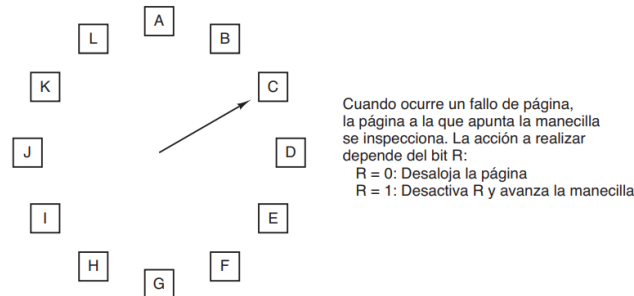 A
L
B
K
C
J
D
I
E
H
F
G
Cuando ocurre un fallo de página,
la página a la que apunta la manecilla
se inspecciona. La acción a realizar
depende del bit R:
R = 0: Desaloja la página
R = 1: Desactiva R y avanza la manecilla